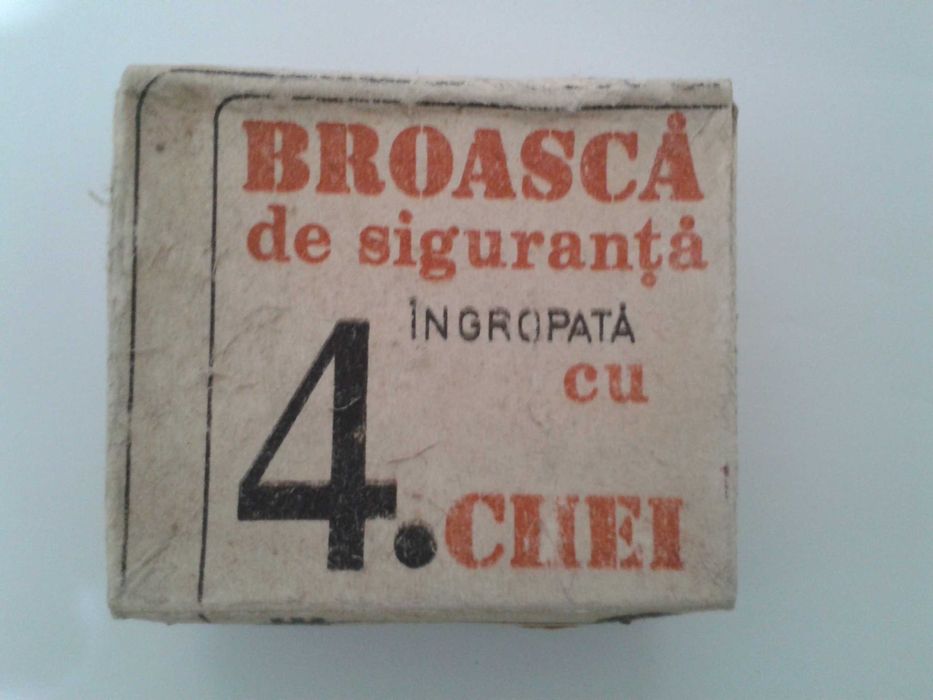 BROASCĂ
de siguranță
ÎNGROPATĂ
cu
4. CHEI